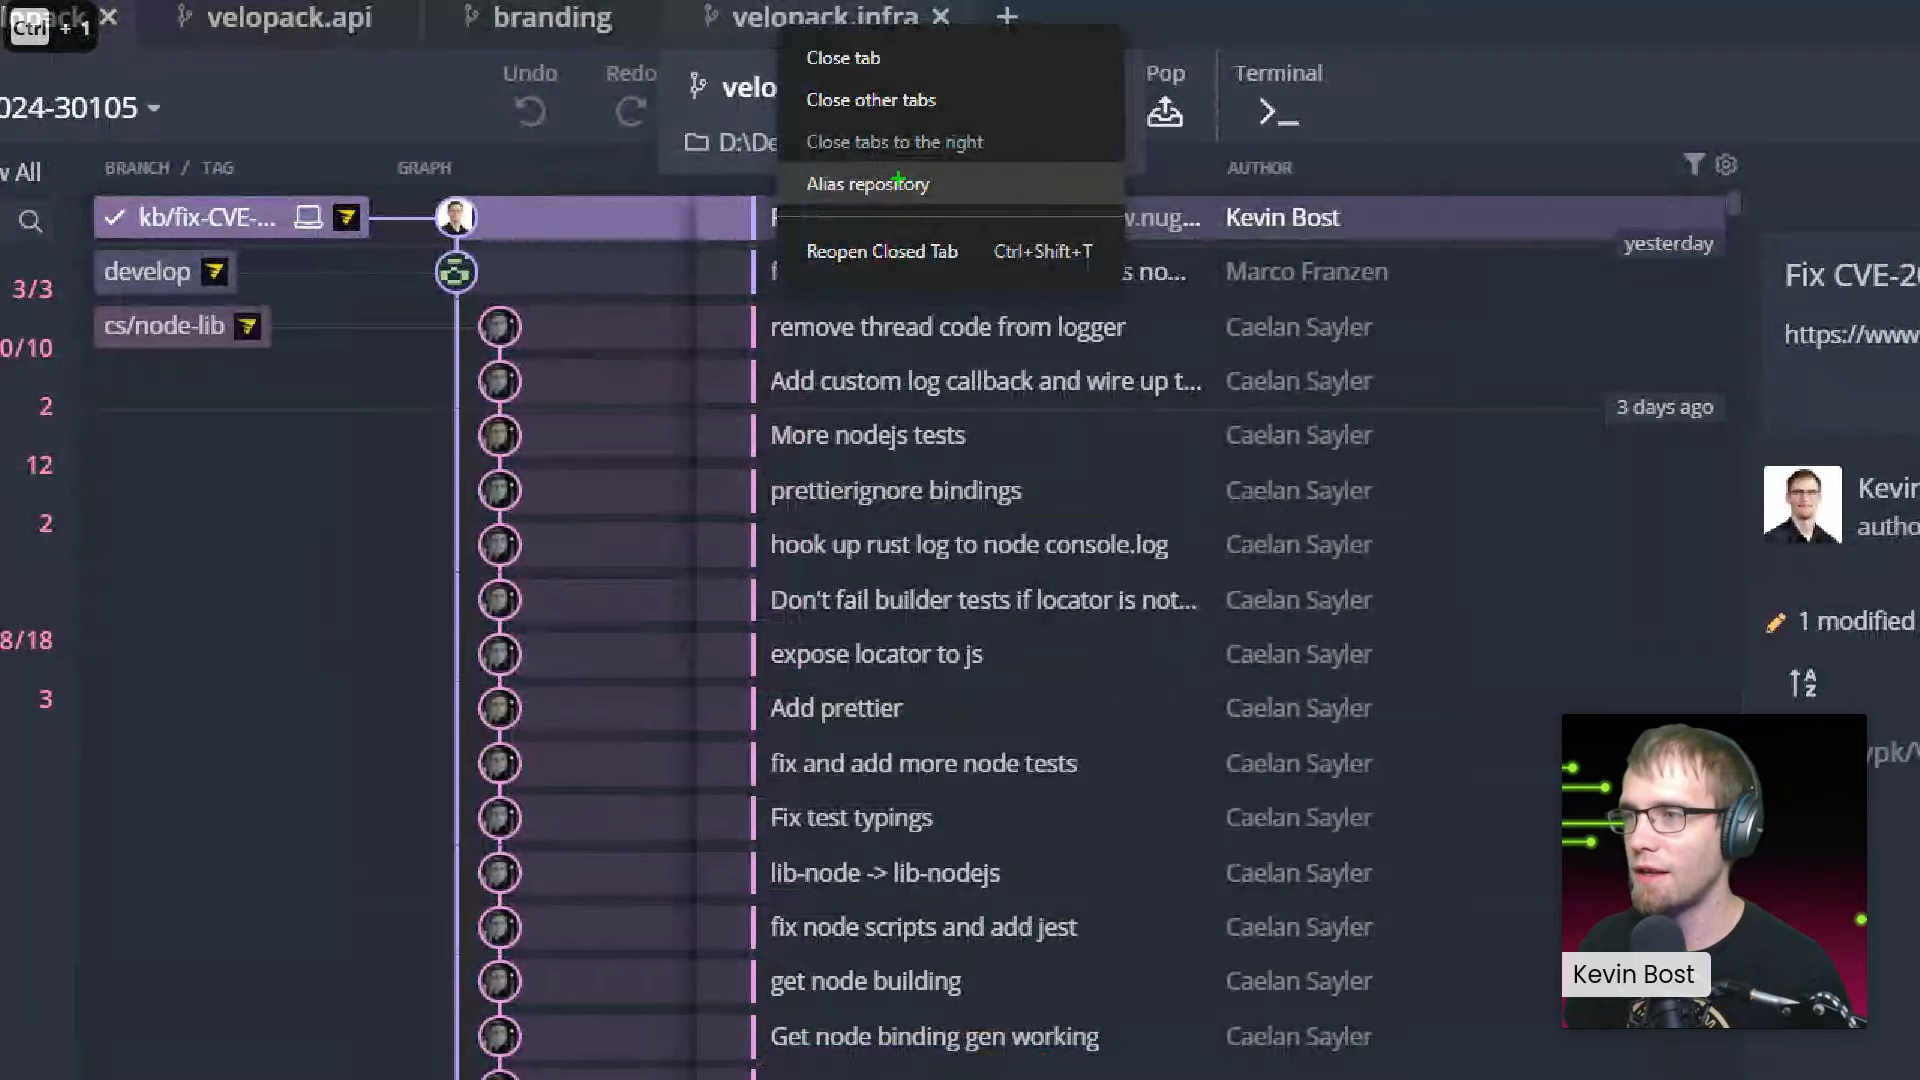 Ctrl + 1
velopack.api
branding
velopack.infra
024-30105
Undo
Redo
velo
D:\De
Close tab
Close other tabs
Close tabs to the right
Alias repository
Reopen Closed Tab Ctrl+Shift+T
Pop
Terminal
w All
BRANCH / TAG
GRAPH
AUTHOR
3/3
0/10
2
12
2
8/18
3
kb/fix-CVE-...
develop
cs/node-lib
w.nug... Kevin Bost
yesterday
s no... Marco Franzen
remove thread code from logger Caelan Sayler
Add custom log callback and wire up t... Caelan Sayler
3 days ago
More nodejs tests Caelan Sayler
prettierignore bindings Caelan Sayler
hook up rust log to node console.log Caelan Sayler
Don't fail builder tests if locator is not... Caelan Sayler
expose locator to js Caelan Sayler
Add prettier Caelan Sayler
fix and add more node tests Caelan Sayler
Fix test typings Caelan Sayler
lib-node -> lib-nodejs Caelan Sayler
fix node scripts and add jest Caelan Sayler
get node building Caelan Sayler
Get node binding gen working Caelan Sayler
Fix CVE-20
https://www
Kevin
autho
1 modified
A
Z
vpk/V
Kevin Bost